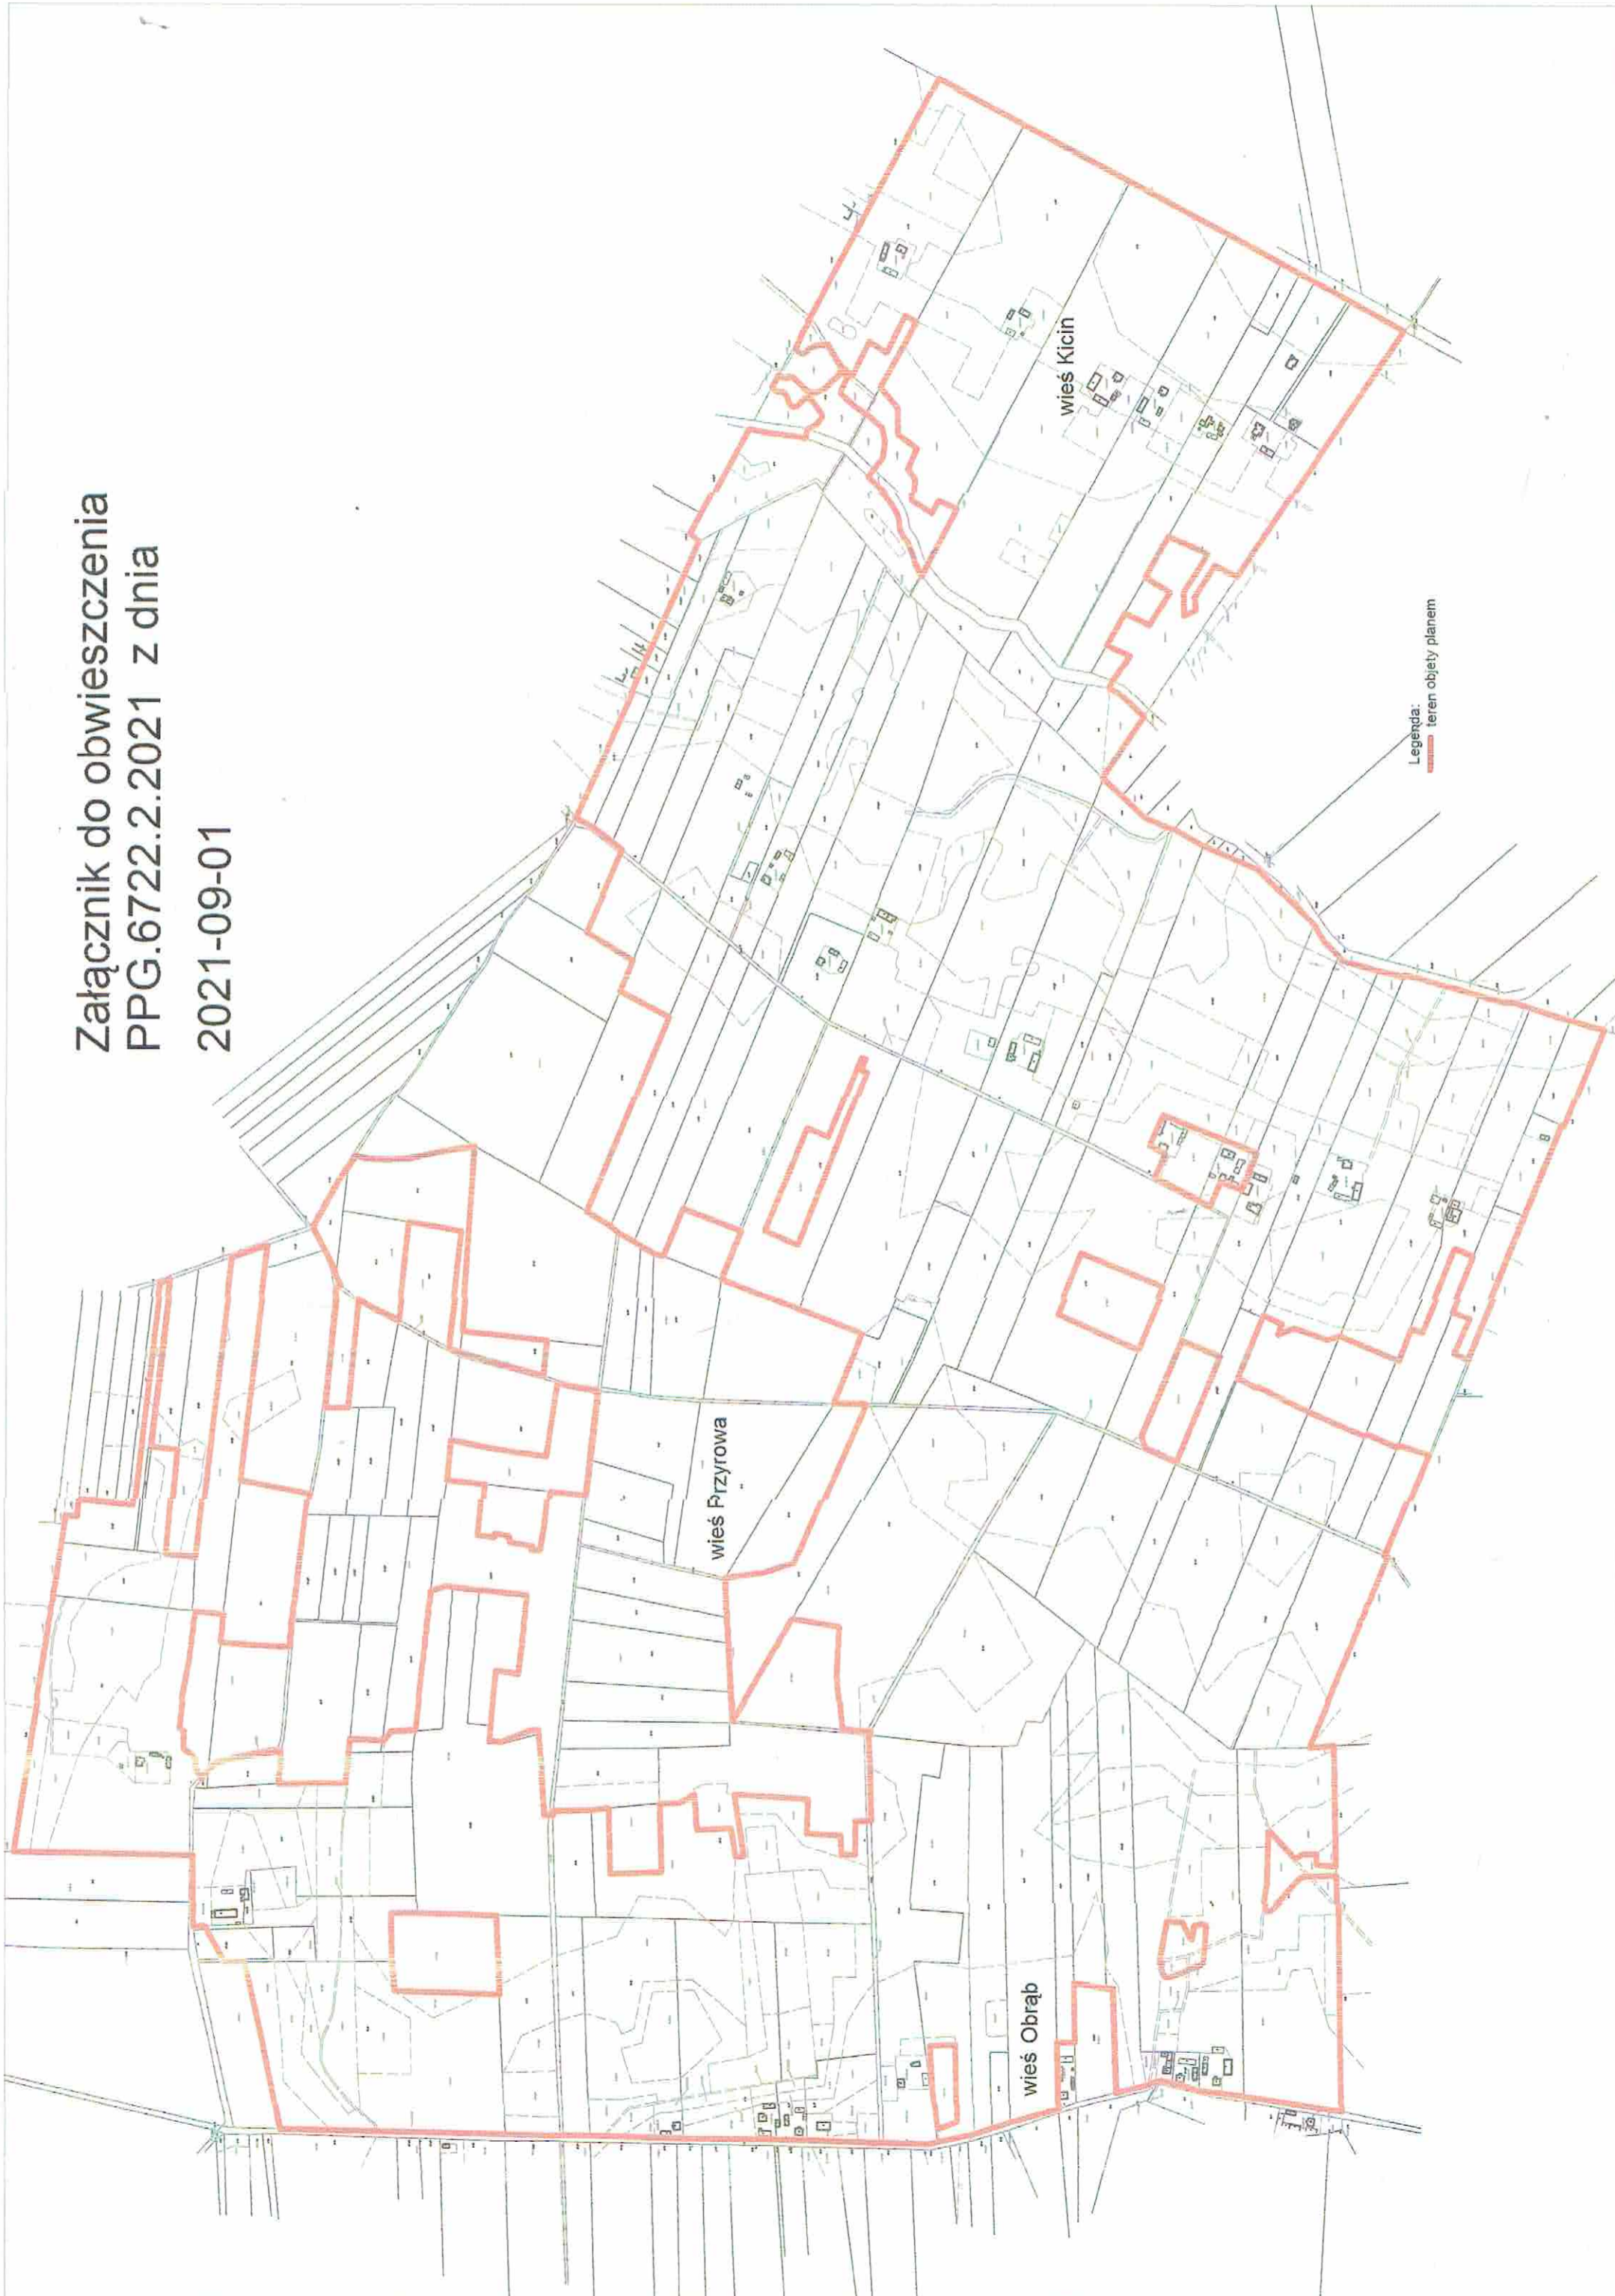 Załącznik do obwieszczenia
PPG.6722.2.2021 z dnia
2021-09-01
wieś Kicin
wieś Przyrowa
wieś Obrąb
Legenda:
teren objęty planem